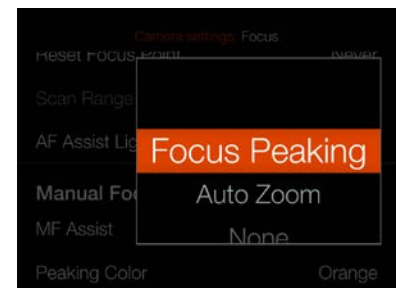 Camera settings: Focus
Reset Focus Point Never
Scan Range
AF Assist Lig
Focus Peaking
Manual Fo
Auto Zoom
MF Assist
None
Peaking Color Orange